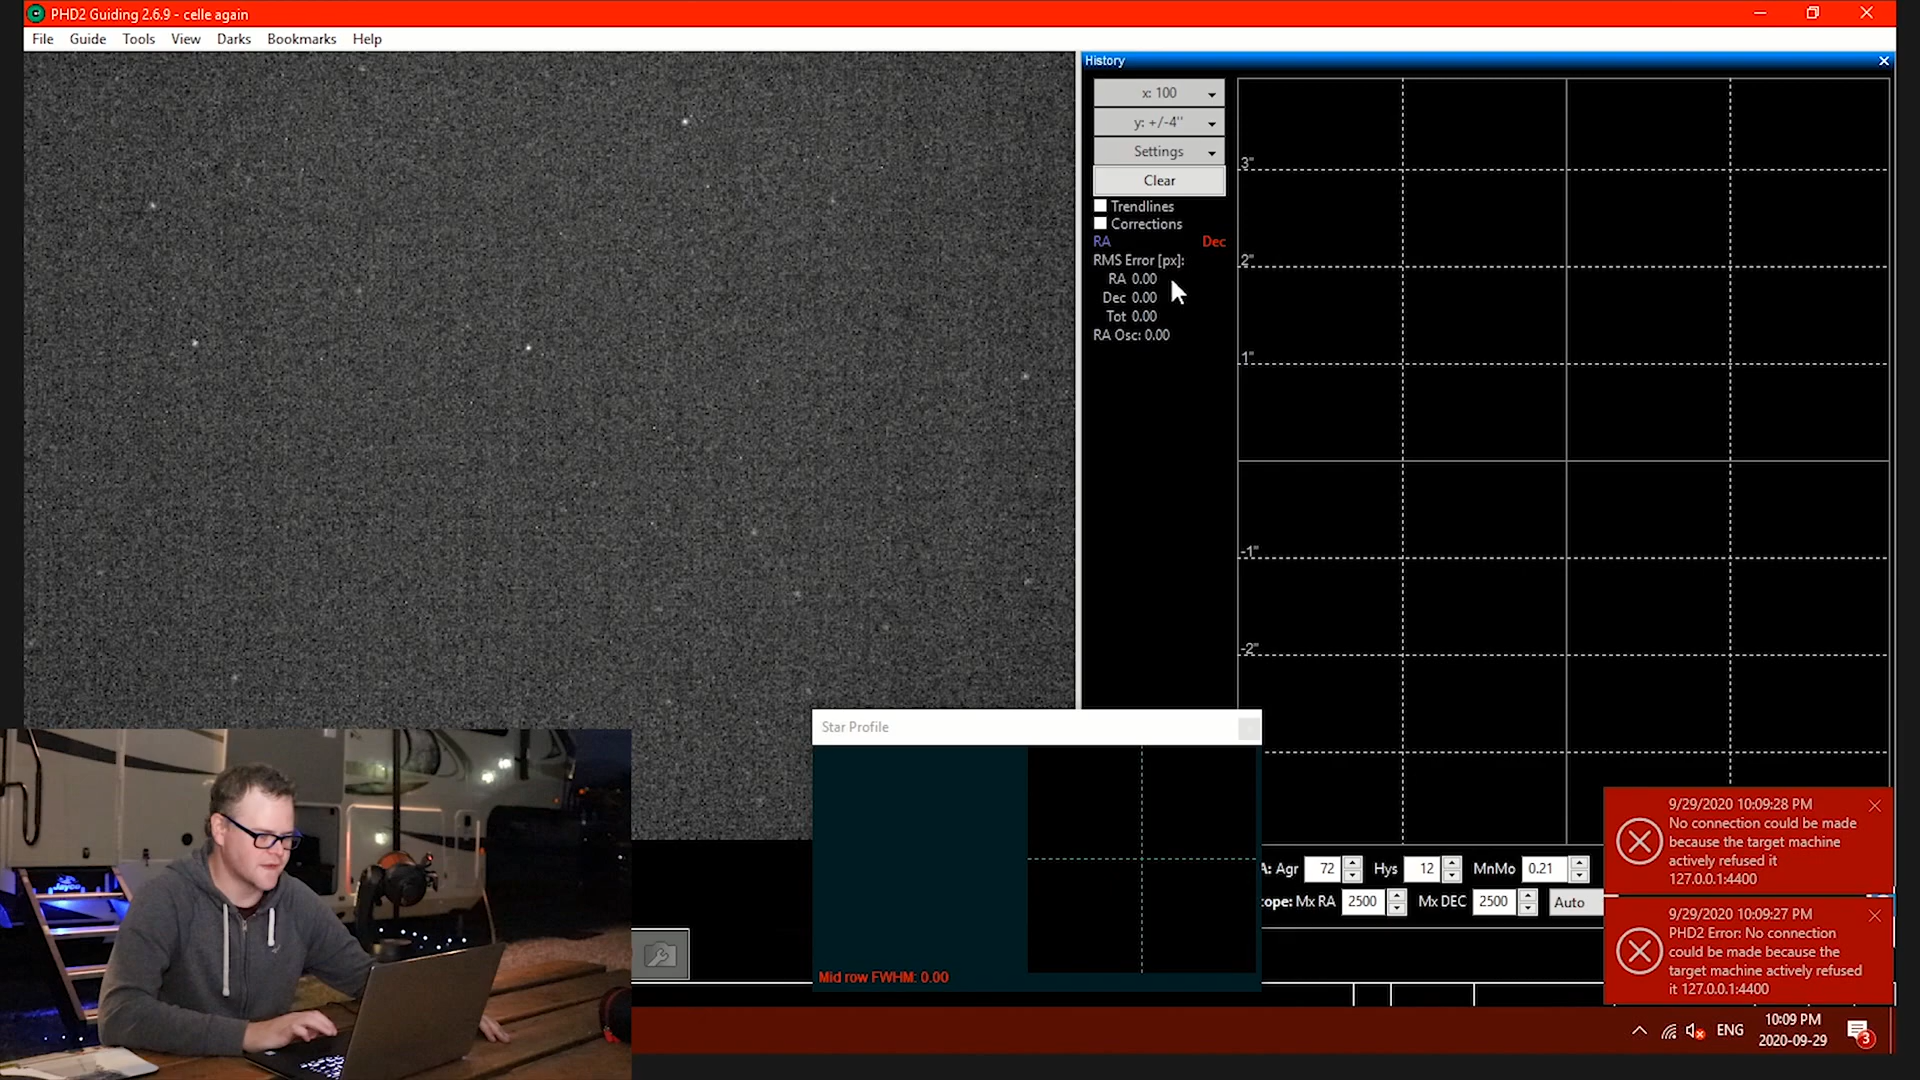 PHD2 Guiding 2.6.9 - celle again
File Guide Tools View Darks Bookmarks Help
History
x: 100
y: +/-4"
Settings
Clear
Trendlines
Corrections
RA Dec
RMS Error [px]:
RA 0.00
Dec 0.00
Tot 0.00
RA Osc: 0.00
3"
2"
1"
-1"
-2"
Star Profile
Mid row FWHM: 0.00
A: Agr 72 Hys 12 MnMo 0.21
cope: Mx RA 2500 Mx DEC 2500 Auto
9/29/2020 10:09:28 PM
No connection could be made
because the target machine
actively refused it
127.0.0.1:4400
9/29/2020 10:09:27 PM
PHD2 Error: No connection
could be made because the
target machine actively refused
it 127.0.0.1:4400
ENG
10:09 PM
2020-09-29
3
Jayco